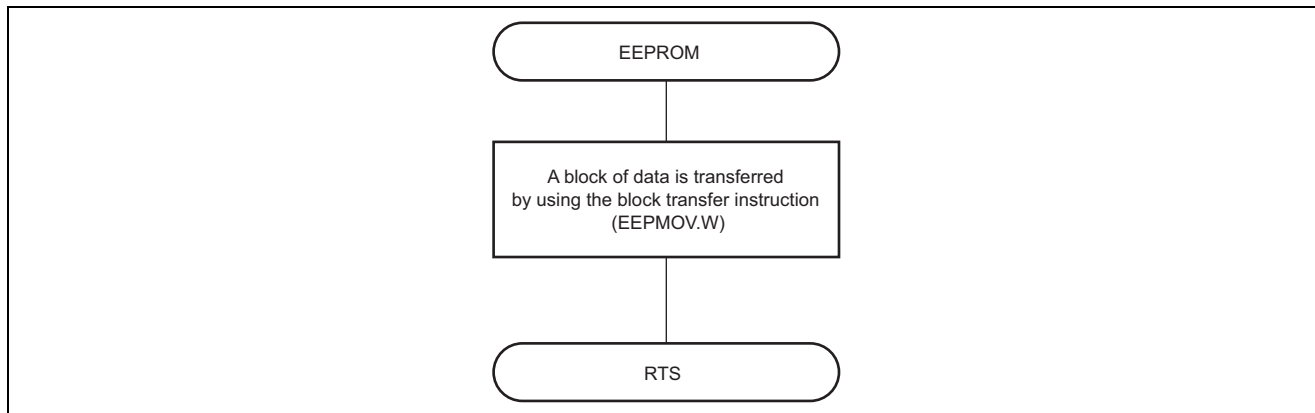 EEPROM
A block of data is transferred
by using the block transfer instruction
(EEPMOV.W)
RTS